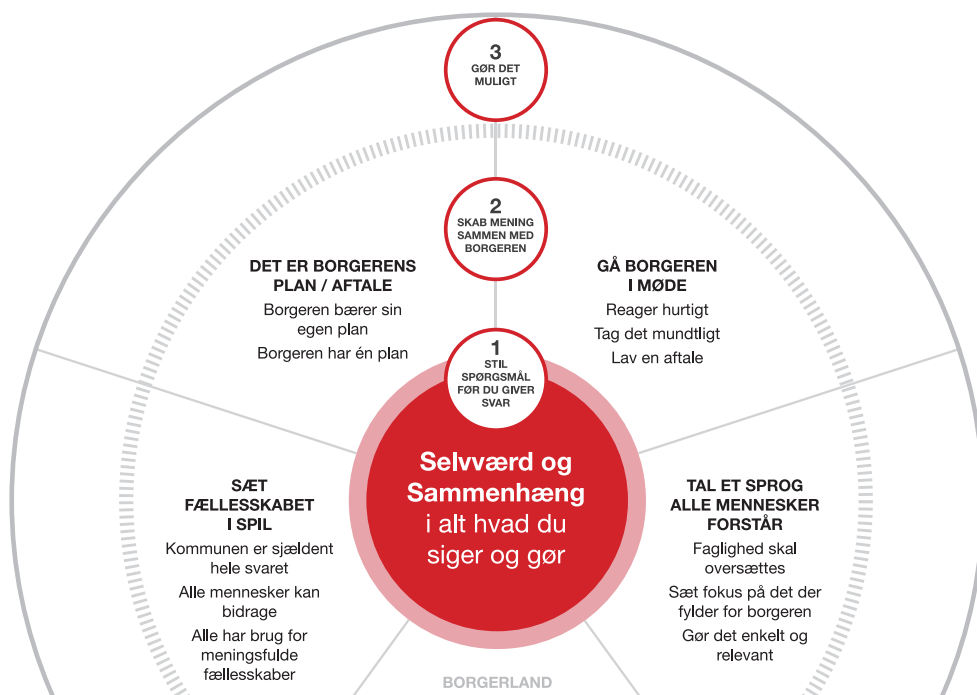 3
GØR DET
MULIGT
2
SKAB MENING
SAMMEN MED
BORGEREN
DET ER BORGERENS
PLAN / AFTALE
Borgeren bærer sin
egen plan
Borgeren har én plan
GÅ BORGEREN
I MØDE
Reager hurtigt
Tag det mundtligt
Lav en aftale
1
STIL
SPØRGSMÅL
FØR DU GIVER
SVAR
Selvværd og
Sammenhæng
i alt hvad du
siger og gør
SÆT
FÆLLESSKABET
I SPIL
Kommunen er sjældent
hele svaret
Alle mennesker kan
bidrage
Alle har brug for
meningsfulde
fællesskaber
TAL ET SPROG
ALLE MENNESKER
FORSTÅR
Faglighed skal
oversættes
Sæt fokus på det der
fylder for borgeren
Gør det enkelt og
relevant
BORGERLAND